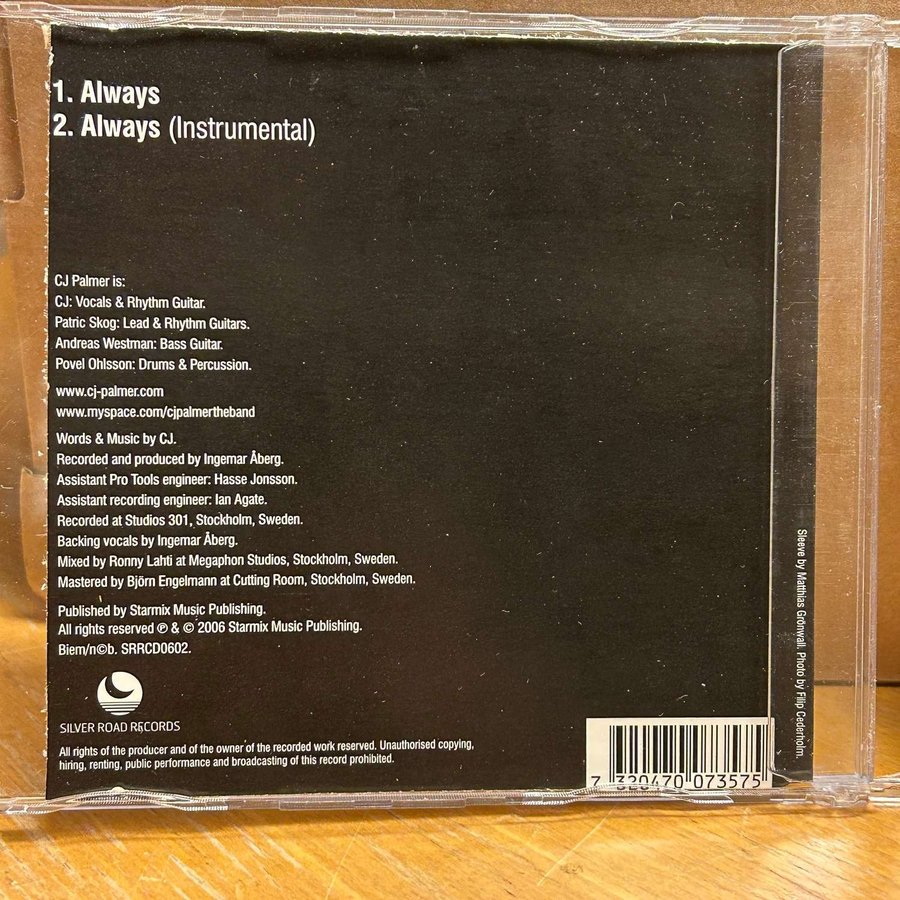 1. Always
2. Always (Instrumental)
CJ Palmer is:
CJ: Vocals & Rhythm Guitar.
Patric Skog: Lead & Rhythm Guitars.
Andreas Westman: Bass Guitar.
Povel Ohlsson: Drums & Percussion.
www.cj-palmer.com
www.myspace.com/cjpalmertheband
Words & Music by CJ.
Recorded and produced by Ingemar Åberg.
Assistant Pro Tools engineer: Hasse Jonsson.
Assistant recording engineer: Ian Agate.
Recorded at Studios 301, Stockholm, Sweden.
Backing vocals by Ingemar Åberg.
Mixed by Ronny Lahti at Megaphon Studios, Stockholm, Sweden.
Mastered by Björn Engelmann at Cutting Room, Stockholm, Sweden.
Published by Starmix Music Publishing.
All rights reserved ℗ & © 2006 Starmix Music Publishing.
Biem/n©b. SRRCD0602.
SILVER ROAD RECORDS
All rights of the producer and of the owner of the recorded work reserved. Unauthorised copying,
hiring, renting, public performance and broadcasting of this record prohibited.
7 320470 073575
Sleeve by Matthias Grönwall. Photo by Filip Cederholm.